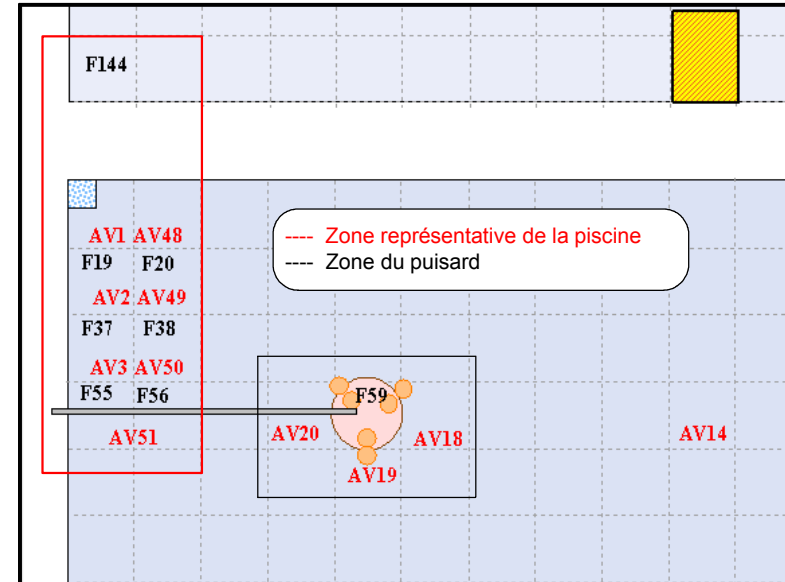 F144
AV1 AV48
F19 F20
AV2 AV49
F37 F38
AV3 AV50
F55 F56
AV51
---- Zone représentative de la piscine
---- Zone du puisard
F59
AV20
AV18
AV19
AV14